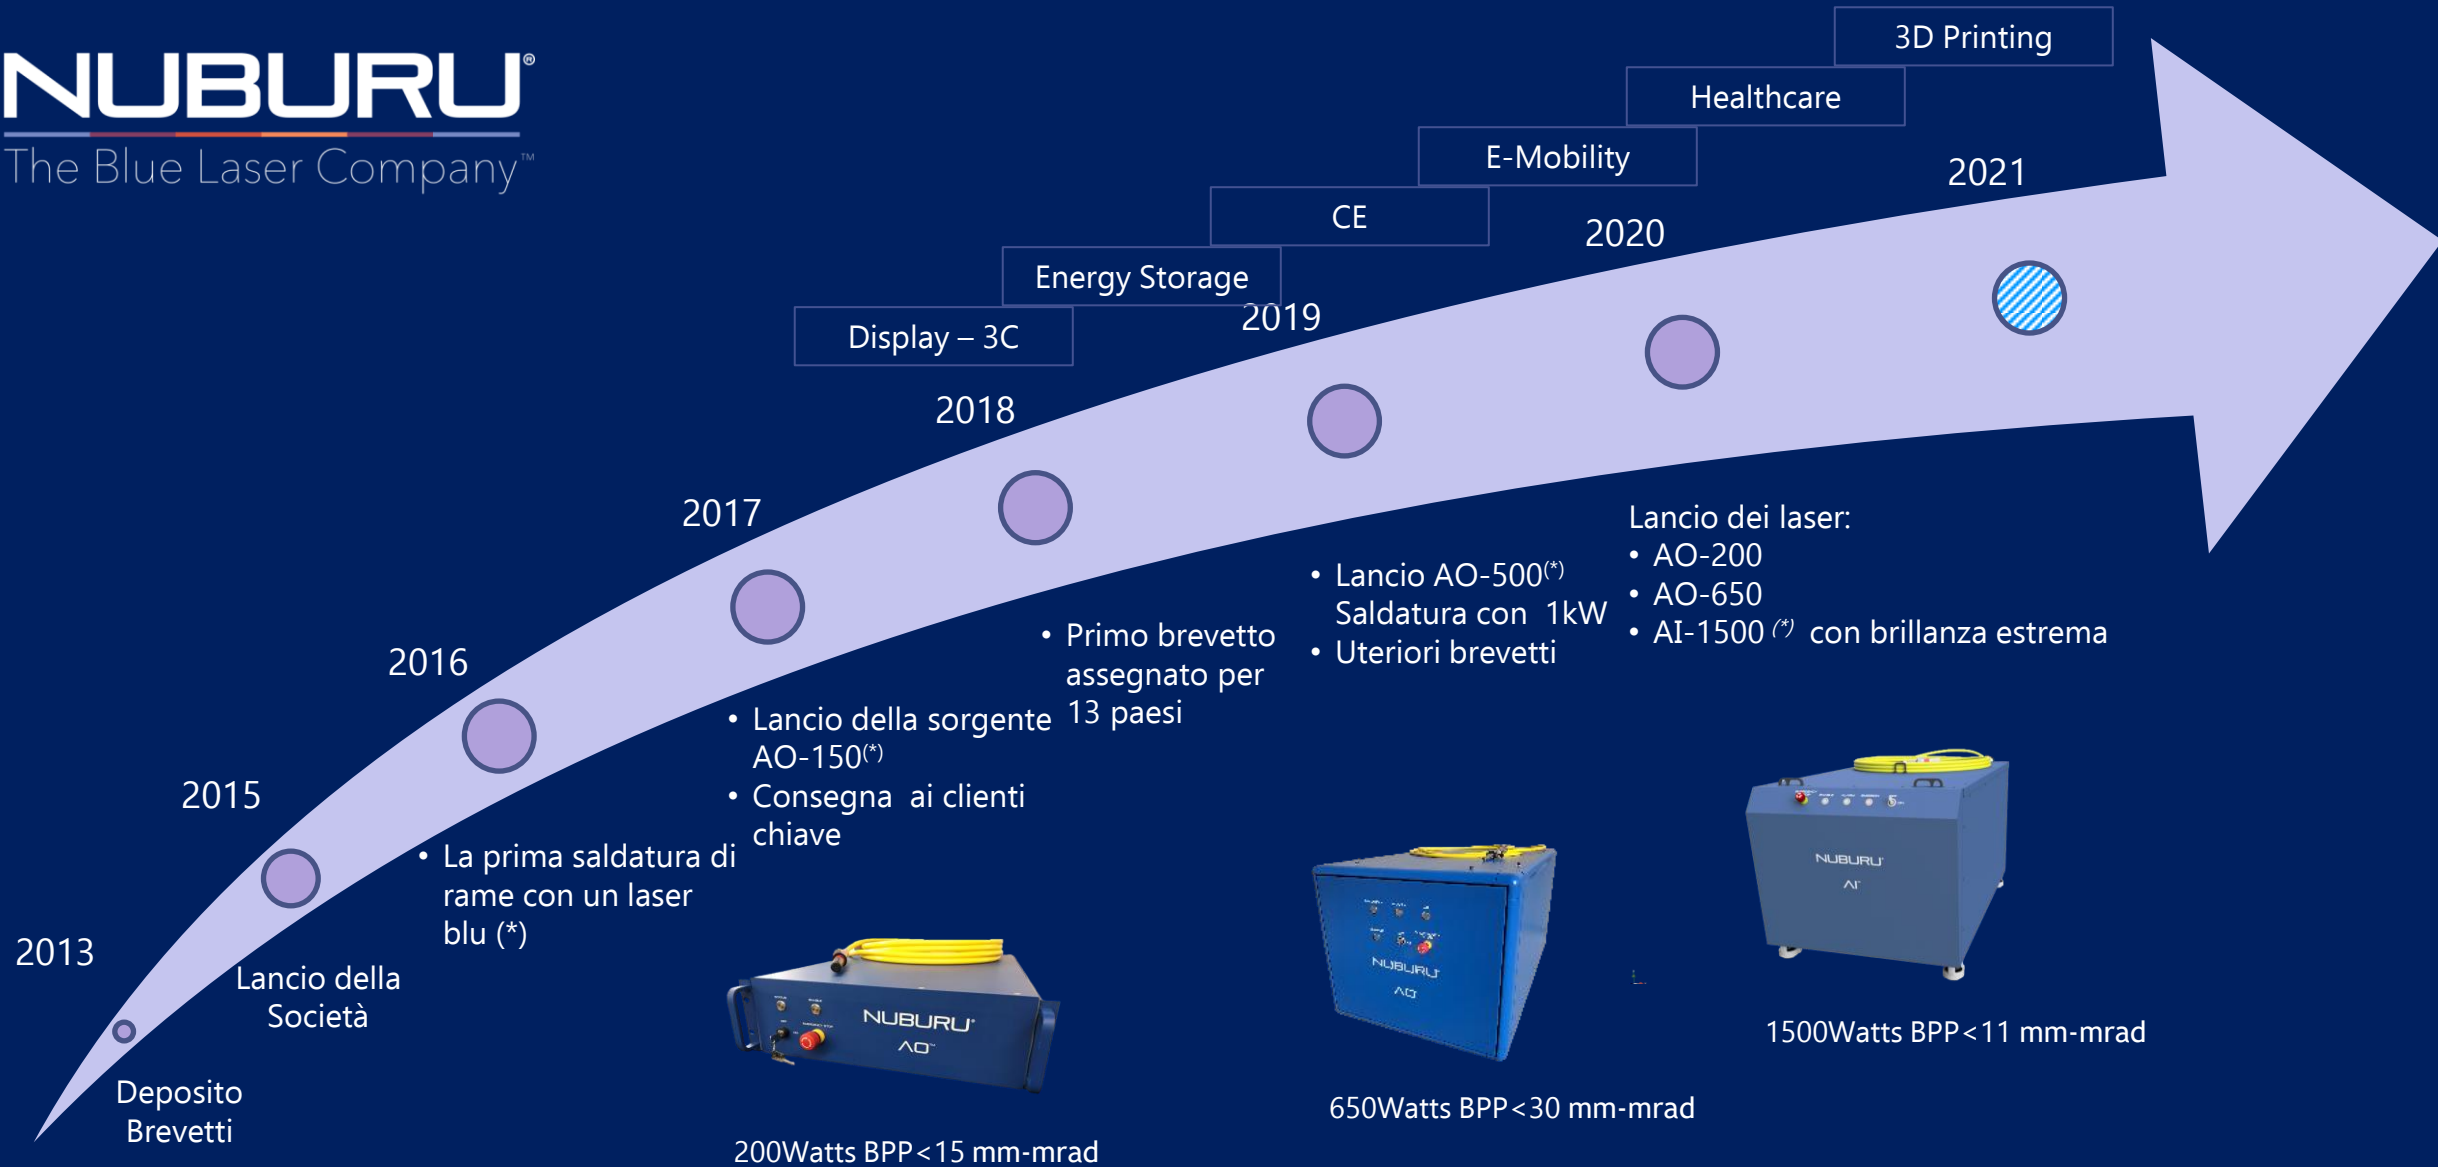 NUBURU®
The Blue Laser Company™
3D Printing
Healthcare
E-Mobility
CE
Energy Storage
Display – 3C
2013
2015
2016
2017
2018
2019
2020
2021
Deposito
Brevetti
Lancio della
Società
• La prima saldatura di
rame con un laser
blu (*)
• Lancio della sorgente
AO-150(*)
• Consegna ai clienti
chiave
• Primo brevetto
assegnato per
13 paesi
• Lancio AO-500(*)
Saldatura con 1kW
• Uteriori brevetti
Lancio dei laser:
• AO-200
• AO-650
• AI-1500 (*) con brillanza estrema
NUBURU
AO
200Watts BPP<15 mm-mrad
NUBURU
AO
650Watts BPP<30 mm-mrad
NUBURU
AI
1500Watts BPP<11 mm-mrad